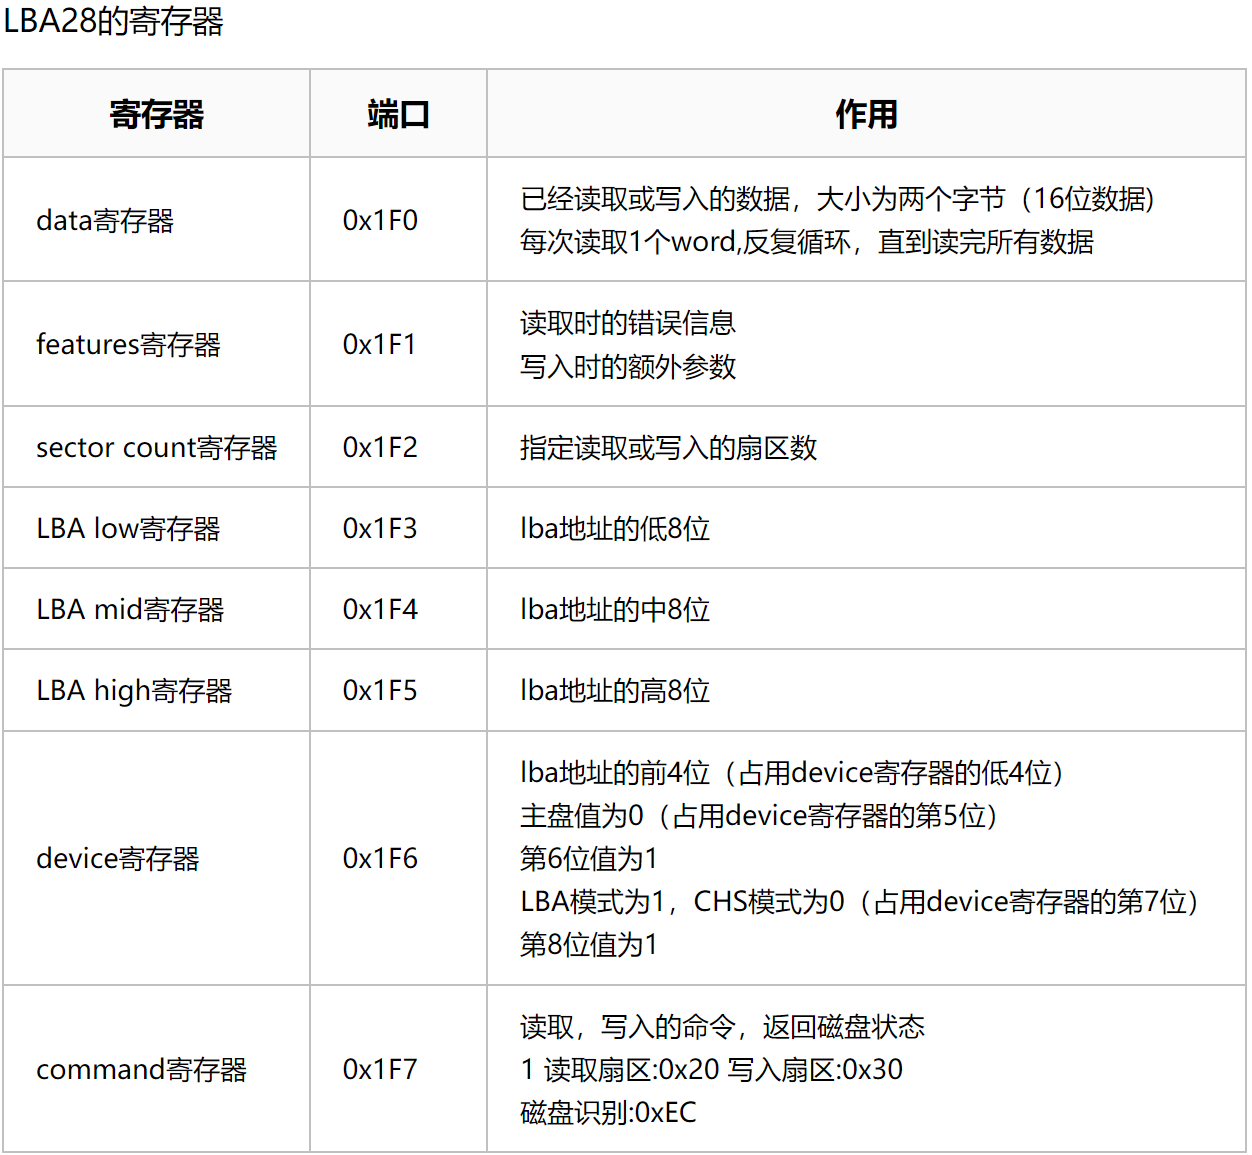 LBA28的寄存器
寄存器 端口 作用
data寄存器 0x1F0 已经读取或写入的数据，大小为两个字节（16位数据)
每次读取1个word,反复循环，直到读完所有数据
features寄存器 0x1F1 读取时的错误信息
写入时的额外参数
sector count寄存器 0x1F2 指定读取或写入的扇区数
LBA low寄存器 0x1F3 lba地址的低8位
LBA mid寄存器 0x1F4 lba地址的中8位
LBA high寄存器 0x1F5 lba地址的高8位
device寄存器 0x1F6 lba地址的前4位（占用device寄存器的低4位）
主盘值为0（占用device寄存器的第5位）
第6位值为1
LBA模式为1，CHS模式为0（占用device寄存器的第7位）
第8位值为1
command寄存器 0x1F7 读取，写入的命令，返回磁盘状态
1 读取扇区:0x20 写入扇区:0x30
磁盘识别:0xEC